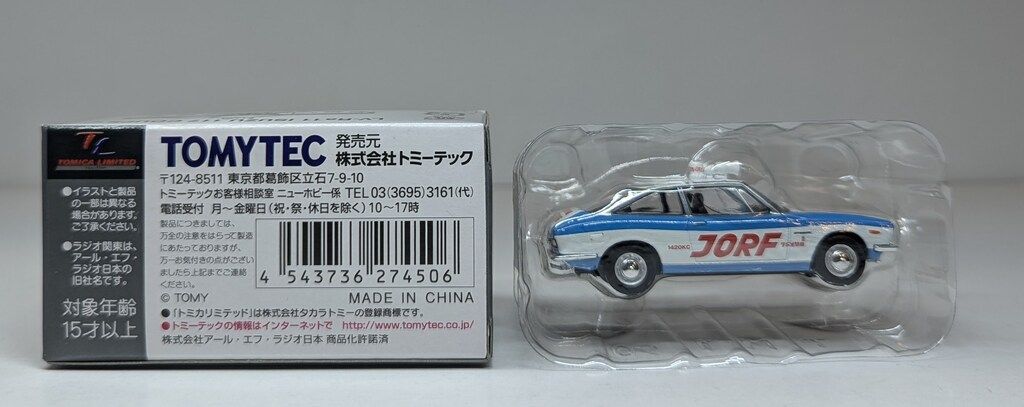 TL
TOMICA LIMITED
●イラストと製品
の一部は異なる
場合があります。
ご了承ください。
●ラジオ関東は、
アール・エフ・
ラジオ日本の
旧社名です。
対象年齢
15才以上
TOMYTEC
発売元
株式会社トミーテック
〒124-8511 東京都葛飾区立石7-9-10
トミーテックお客様相談室 ニューホビー係 TEL 03(3695)3161(代)
電話受付 月〜金曜日(祝・祭・休日を除く)10〜17時
製品につきましては、
万全の注意をはらって製造
にあたっておりますが、
万一お気付きの点がござい
ましたら上記までご連絡
ください。
4 543736 274506
© TOMY
MADE IN CHINA
●「トミカリミテッド」は株式会社タカラトミーの登録商標です。
●トミーテックの情報はインターネットで http://www.tomytec.co.jp/
株式会社アール・エフ・ラジオ日本 商品化許諾済
1420KC
JORF